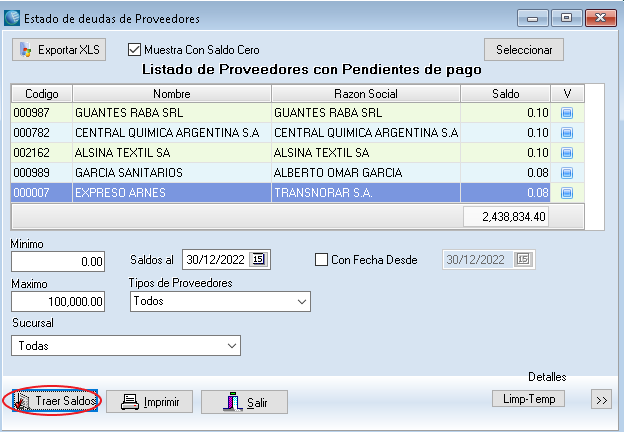 Estado de deudas de Proveedores
Exportar XLS Muestra Con Saldo Cero Seleccionar
Listado de Proveedores con Pendientes de pago
Codigo Nombre Razon Social Saldo V
000987 GUANTES RABA SRL GUANTES RABA SRL 0.10
000782 CENTRAL QUIMICA ARGENTINA S.A CENTRAL QUIMICA ARGENTINA S.A 0.10
002162 ALSINA TEXTIL SA ALSINA TEXTIL SA 0.10
000989 GARCIA SANITARIOS ALBERTO OMAR GARCIA 0.08
000007 EXPRESO ARNES TRANSNORAR S.A. 0.08
2,438,834.40
Minimo
0.00 Saldos al 30/12/2022 15 Con Fecha Desde 30/12/2022 15
Maximo Tipos de Proveedores
100,000.00 Todos
Sucursal
Todas
Detalles
Traer Saldos Imprimir Salir Limp-Temp >>